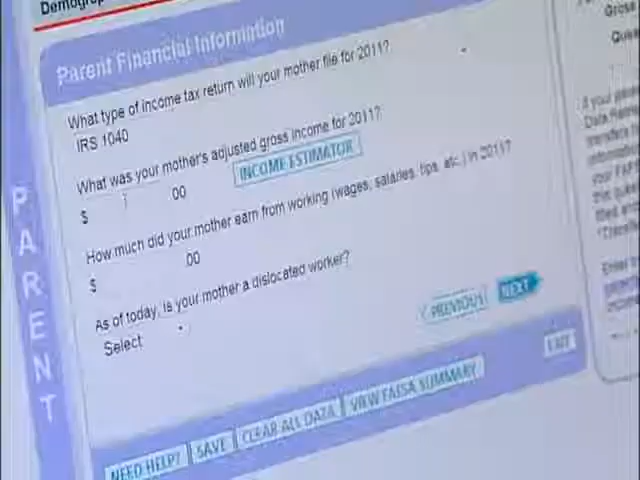 Parent Financial Information
What type of income tax return will your mother file for 2011?
IRS 1040
What was your mother's adjusted gross income for 2011?
$ .00
INCOME ESTIMATOR
How much did your mother earn from working (wages, salaries, tips, etc.) in 2011?
$ .00
As of today, is your mother a dislocated worker?
Select
PREVIOUS
NEXT
EXIT
NEED HELP? SAVE CLEAR ALL DATA VIEW FAFSA SUMMARY
PARENT